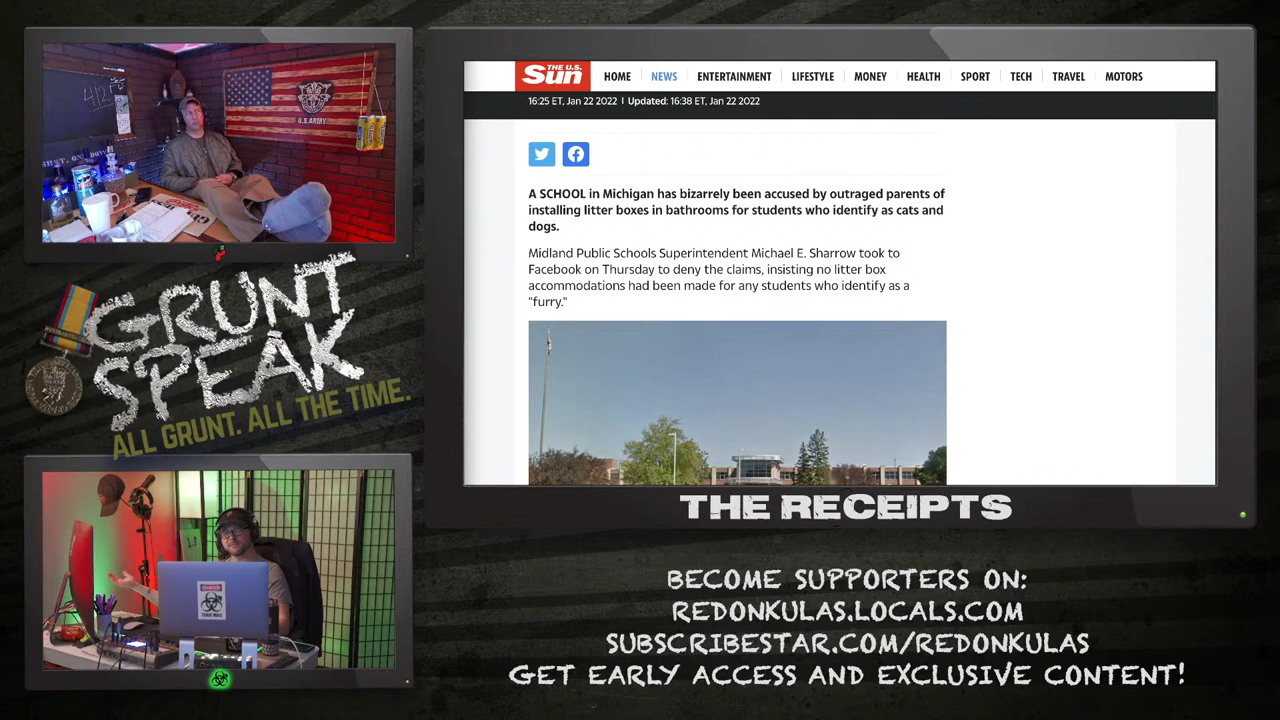 412
U.S. ARMY
GRUNT
SPEAK
ALL GRUNT. ALL THE TIME.
THE U.S.
Sun
HOME
NEWS
ENTERTAINMENT
LIFESTYLE
MONEY
HEALTH
SPORT
TECH
TRAVEL
MOTORS
16:25 ET, Jan 22 2022 | Updated: 16:38 ET, Jan 22 2022
A SCHOOL in Michigan has bizarrely been accused by outraged parents of
installing litter boxes in bathrooms for students who identify as cats and
dogs.
Midland Public Schools Superintendent Michael E. Sharrow took to
Facebook on Thursday to deny the claims, insisting no litter box
accommodations had been made for any students who identify as a
"furry."
THE RECEIPTS
BECOME SUPPORTERS ON:
REDONKULAS.LOCALS.COM
SUBSCRIBESTAR.COM/REDONKULAS
GET EARLY ACCESS AND EXCLUSIVE CONTENT!